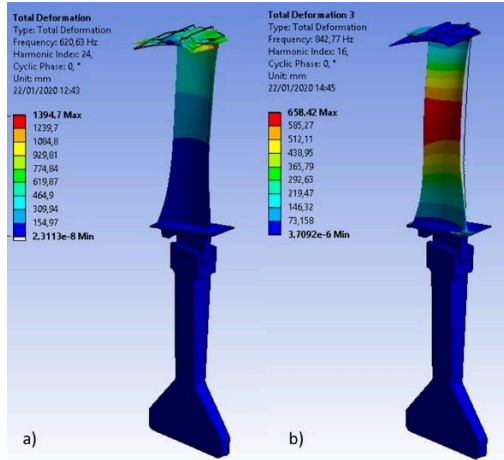 Total Deformation
Type: Total Deformation
Frequency: 620,63 Hz
Harmonic Index: 24,
Cyclic Phase: 0, °
Unit: mm
22/01/2020 12:43
1394,7 Max
1239,7
1084,8
929,81
774,84
619,87
464,9
309,94
154,97
2,3113e-8 Min
a)
Total Deformation 3
Type: Total Deformation
Frequency: 842,77 Hz
Harmonic Index: 16,
Cyclic Phase: 0, °
Unit: mm
22/01/2020 14:45
658,42 Max
585,27
512,11
438,95
365,79
292,63
219,47
146,32
73,158
3,7092e-6 Min
b)